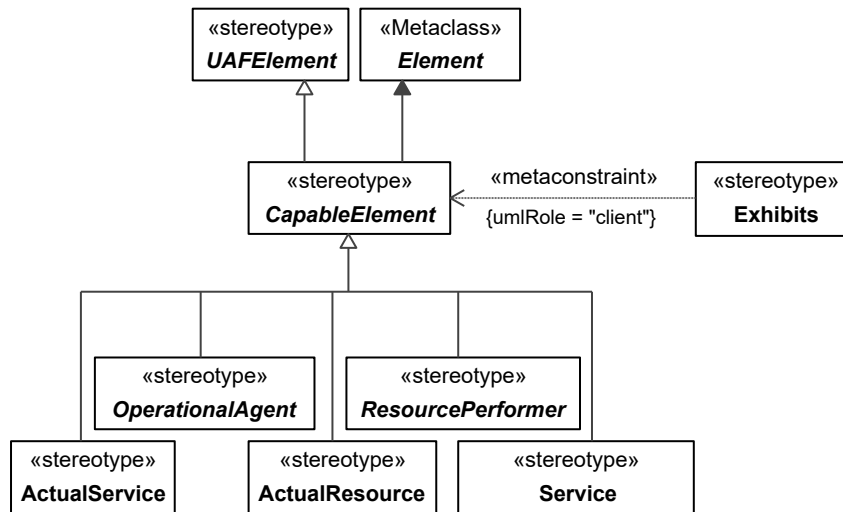 «stereotype»
UAFElement
«Metaclass»
Element
«stereotype»
CapableElement
«metaconstraint»
{umlRole = "client"}
«stereotype»
Exhibits
«stereotype»
OperationalAgent
«stereotype»
ResourcePerformer
«stereotype»
ActualService
«stereotype»
ActualResource
«stereotype»
Service